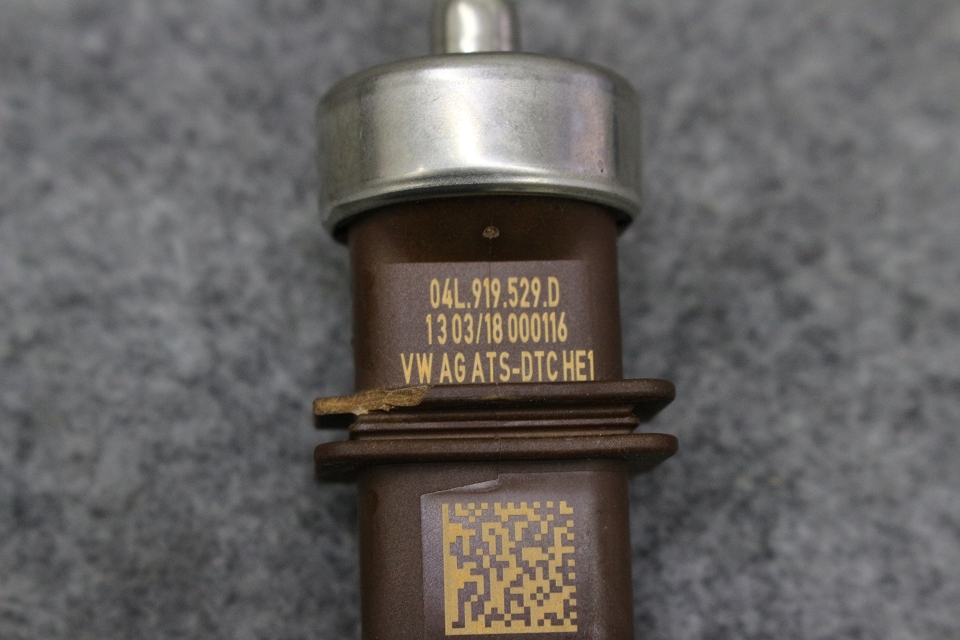 04L.919.529.D
13 03/18 000116
VW AG ATS-DTC HE1